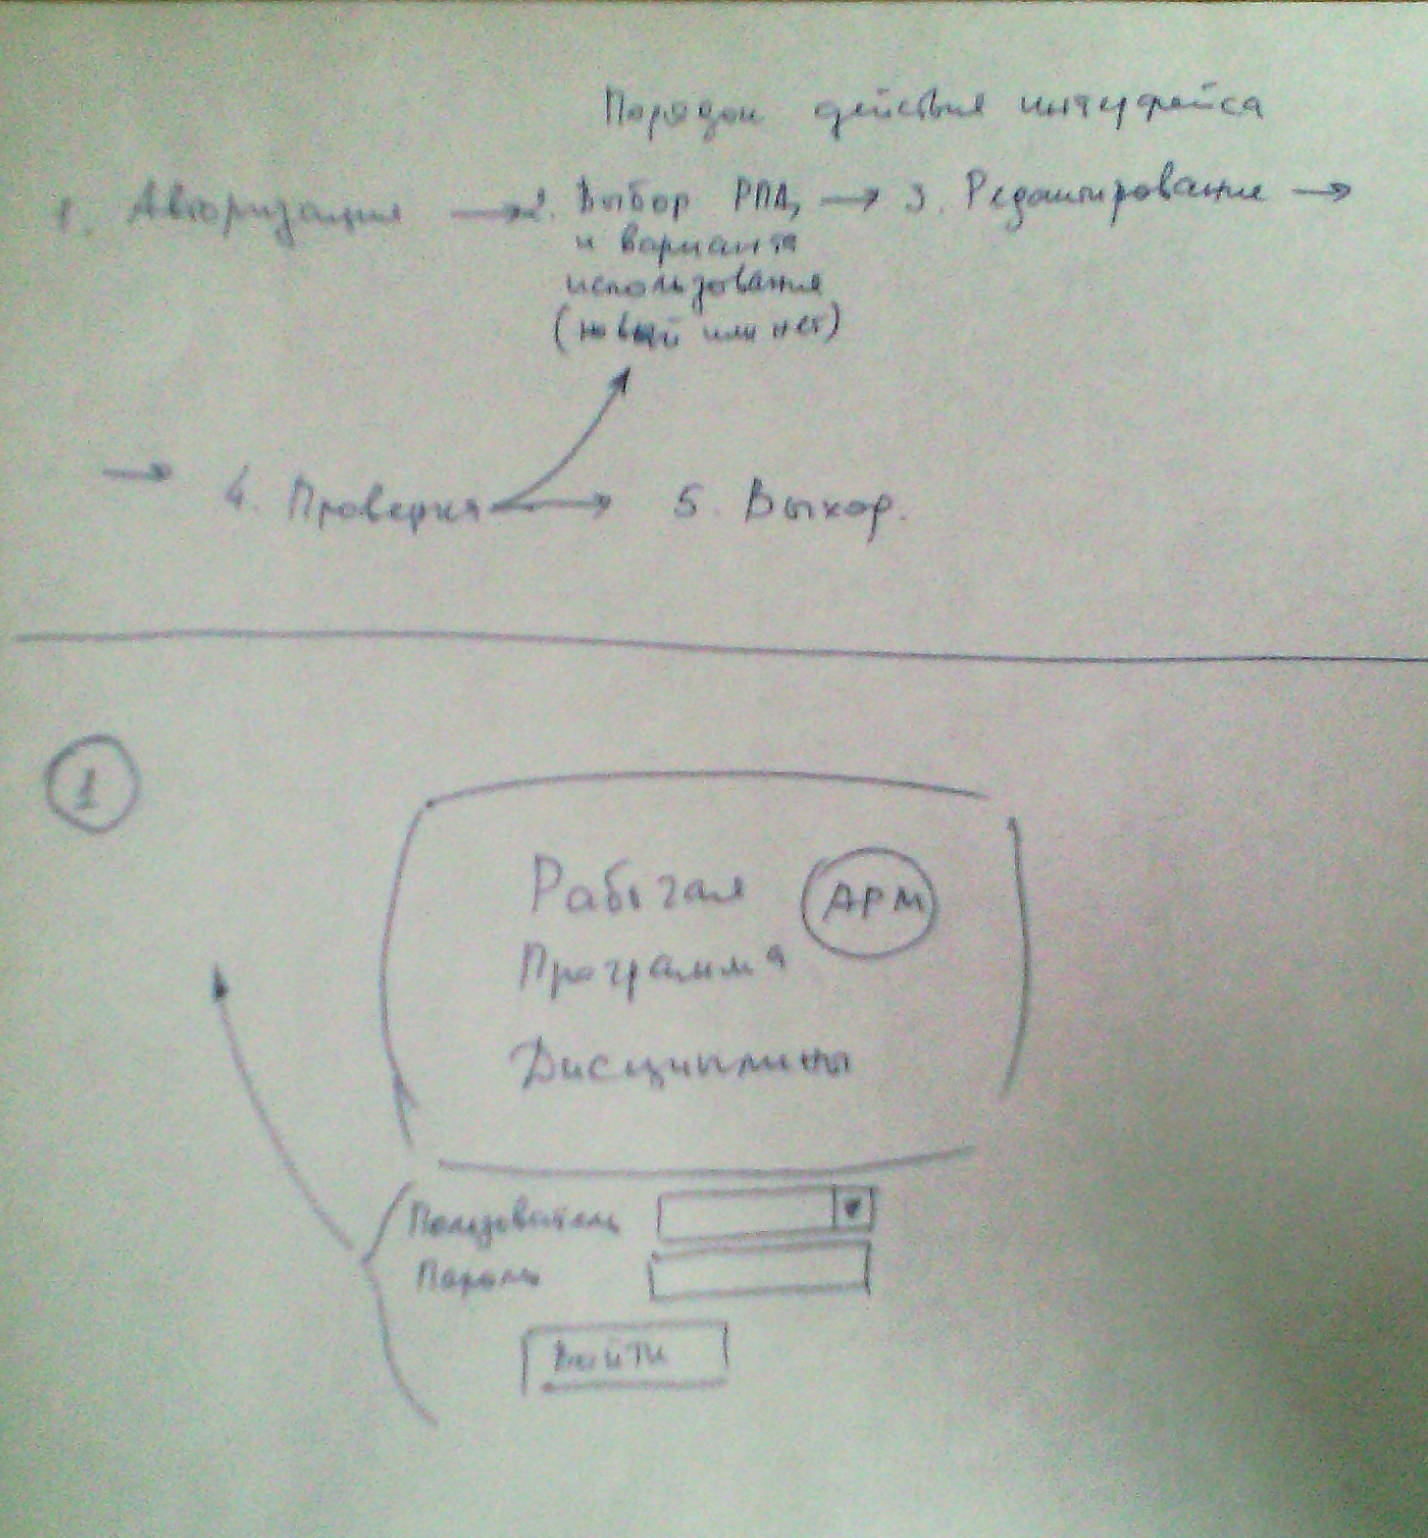 Порядок действия интерфейса
1. Авторизация → 2. Выбор РПД, → 3. Редактирование →
и варианта
использования
(новый или нет)
→ 4. Проверка → 5. Выход.
1
Рабочая АРМ
Программа
Дисциплины
Пользователь
Пароль
Войти